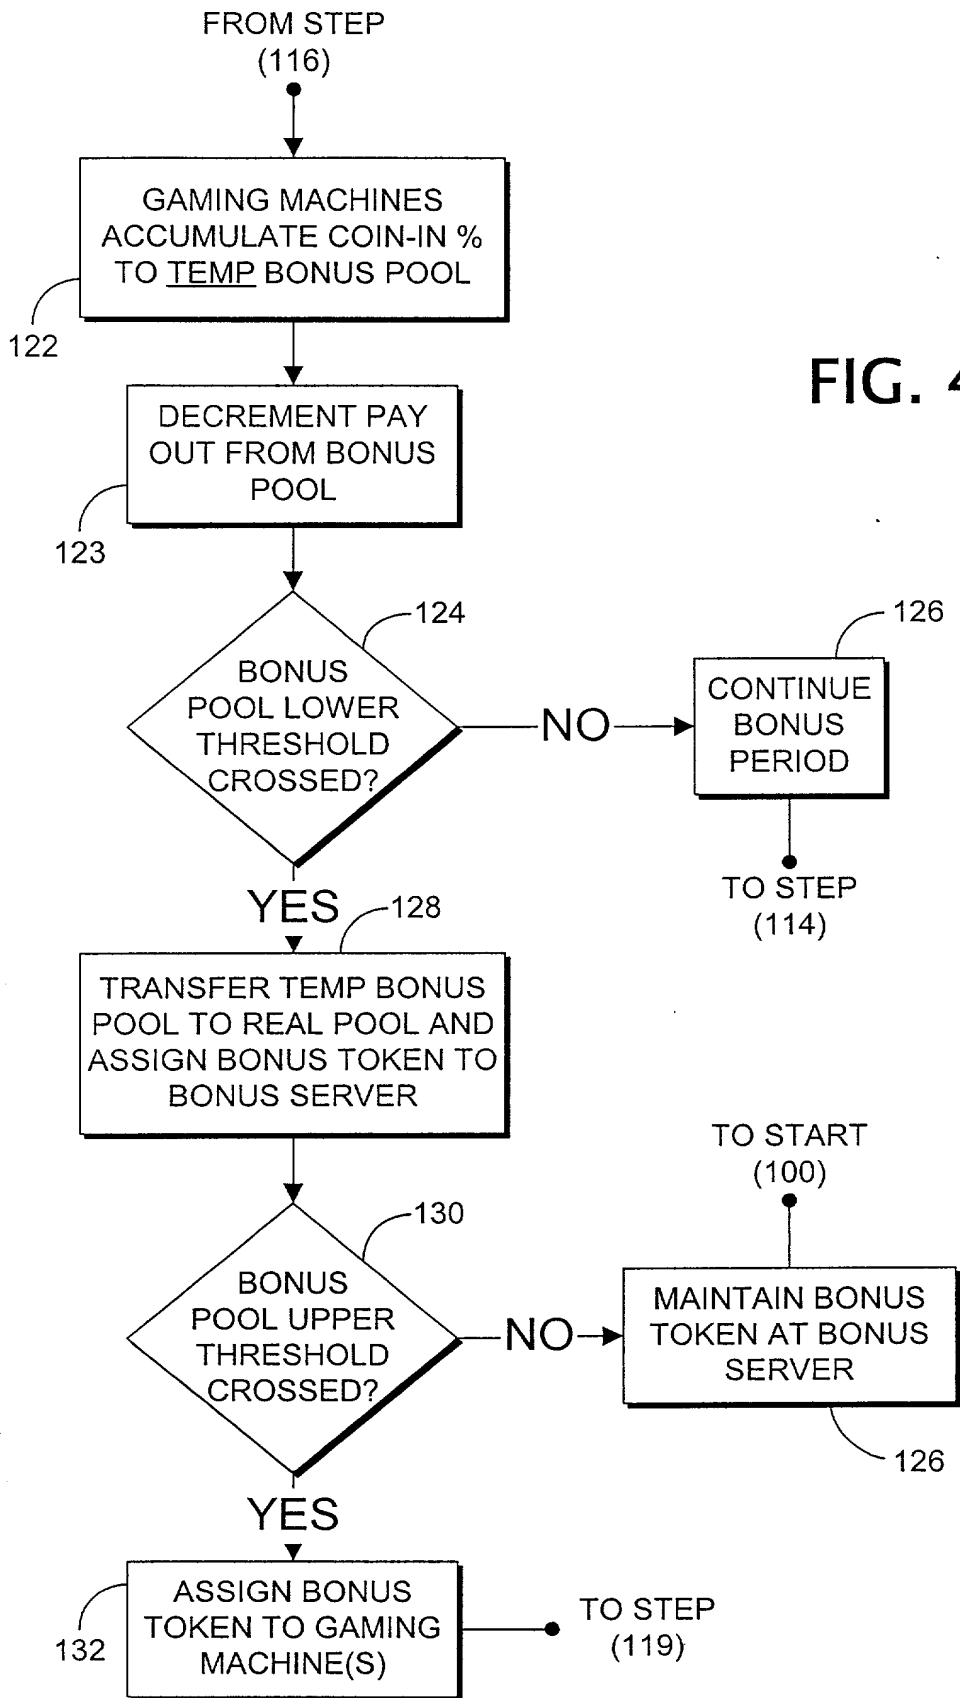 FROM STEP
(116)
GAMING MACHINES
ACCUMULATE COIN-IN %
TO TEMP BONUS POOL
122
FIG. 4
DECREMENT PAY
OUT FROM BONUS
POOL
123
124
BONUS
POOL LOWER
THRESHOLD
CROSSED?
NO
126
CONTINUE
BONUS
PERIOD
TO STEP
(114)
YES
128
TRANSFER TEMP BONUS
POOL TO REAL POOL AND
ASSIGN BONUS TOKEN TO
BONUS SERVER
130
BONUS
POOL UPPER
THRESHOLD
CROSSED?
NO
TO START
(100)
MAINTAIN BONUS
TOKEN AT BONUS
SERVER
126
YES
ASSIGN BONUS
TOKEN TO GAMING
MACHINE(S)
132
TO STEP
(119)